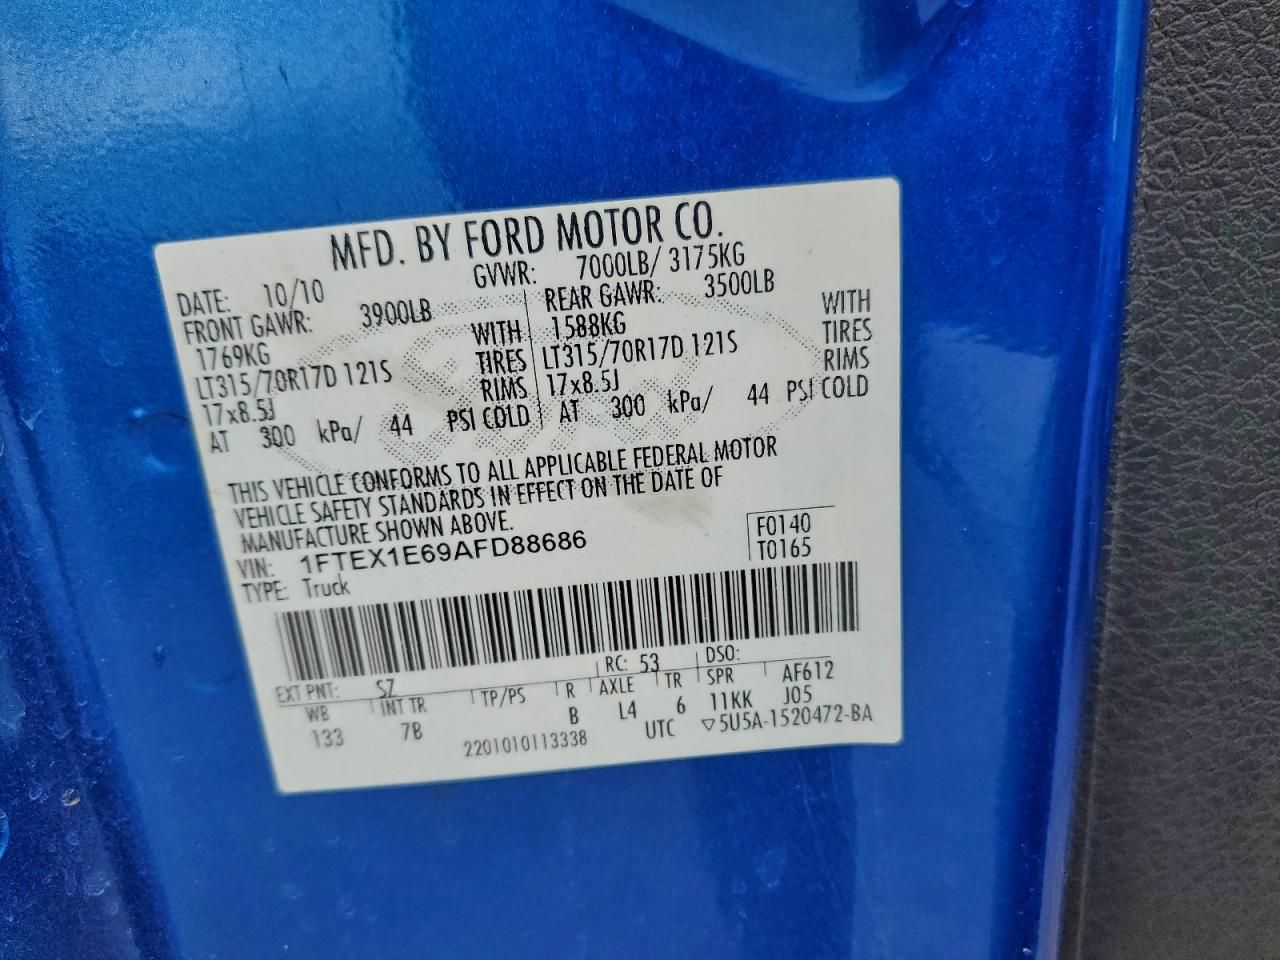 MFD. BY FORD MOTOR CO.
DATE: 10/10 GVWR: 7000LB/ 3175KG
FRONT GAWR: 3900LB REAR GAWR: 3500LB
1769KG WITH 1588KG WITH
LT315/70R17D 121S TIRES LT315/70R17D 121S TIRES
17x8.5J RIMS 17x8.5J RIMS
AT 300 kPa/ 44 PSI COLD AT 300 kPa/ 44 PSI COLD
THIS VEHICLE CONFORMS TO ALL APPLICABLE FEDERAL MOTOR
VEHICLE SAFETY STANDARDS IN EFFECT ON THE DATE OF
MANUFACTURE SHOWN ABOVE.
VIN: 1FTEX1E69AFD88686 F0140
TYPE: Truck T0165
EXT PNT: SZ RC: 53 DSO:
WB INT TR TP/PS R AXLE TR SPR AF612
133 7B B L4 6 11KK J05
2201010113338 UTC ▽5U5A-1520472-BA